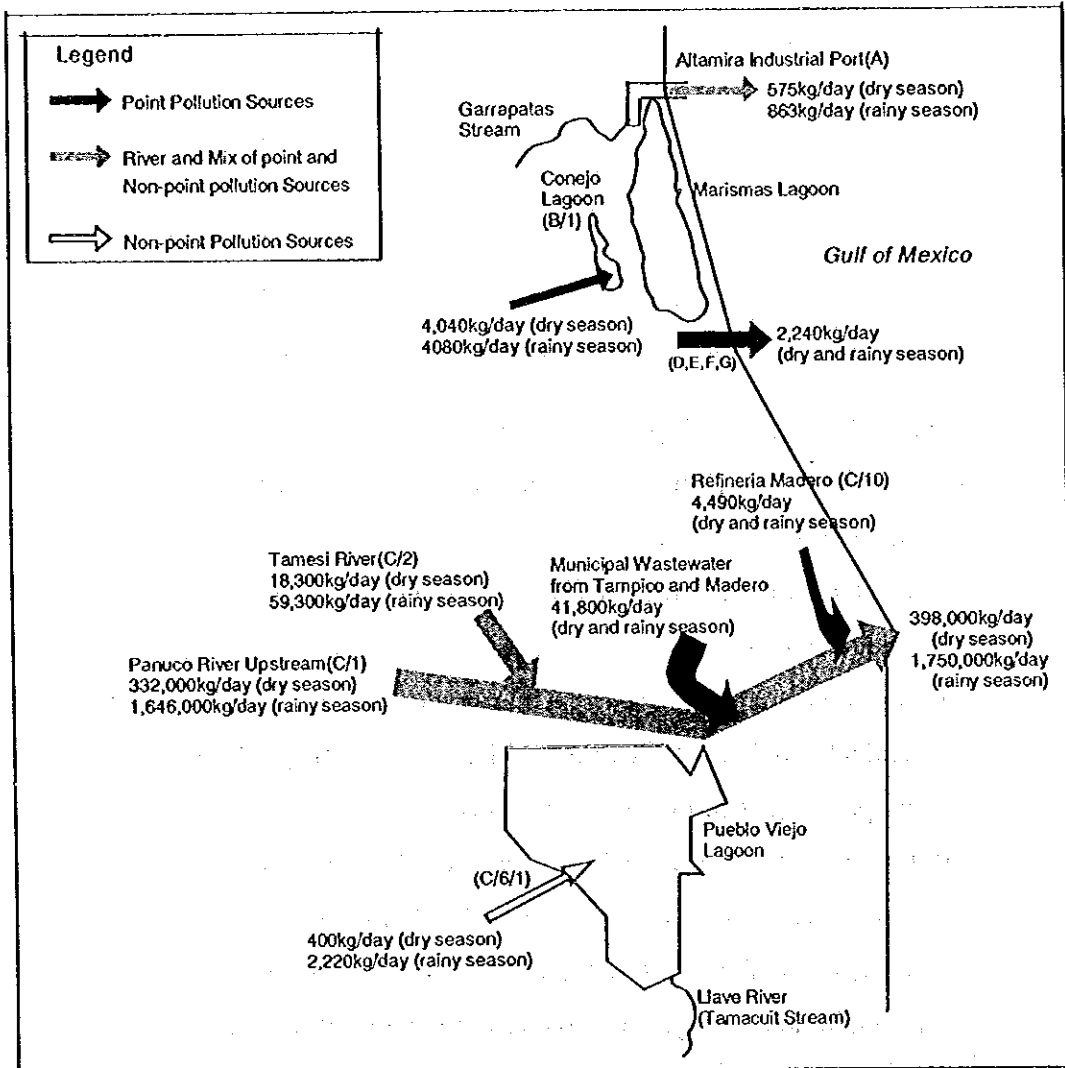 Legend
Point Pollution Sources
River and Mix of point and
Non-point pollution Sources
Non-point Pollution Sources
Altamira Industrial Port(A)
575kg/day (dry season)
863kg/day (rainy season)
Garrapatas
Stream
Conejo
Lagoon
(B/1)
Marismas Lagoon
Gulf of Mexico
4,040kg/day (dry season)
4080kg/day (rainy season)
2,240kg/day
(dry and rainy season)
(D,E,F,G)
Refineria Madero (C/10)
4,490kg/day
(dry and rainy season)
Tamesi River(C/2)
18,300kg/day (dry season)
59,300kg/day (rainy season)
Municipal Wastewater
from Tampico and Madero
41,800kg/day
(dry and rainy season)
398,000kg/day
(dry season)
1,750,000kg/day
(rainy season)
Panuco River Upstream(C/1)
332,000kg/day (dry season)
1,646,000kg/day (rainy season)
Pueblo Viejo
Lagoon
(C/6/1)
400kg/day (dry season)
2,220kg/day (rainy season)
Llave River
(Tamacuit Stream)